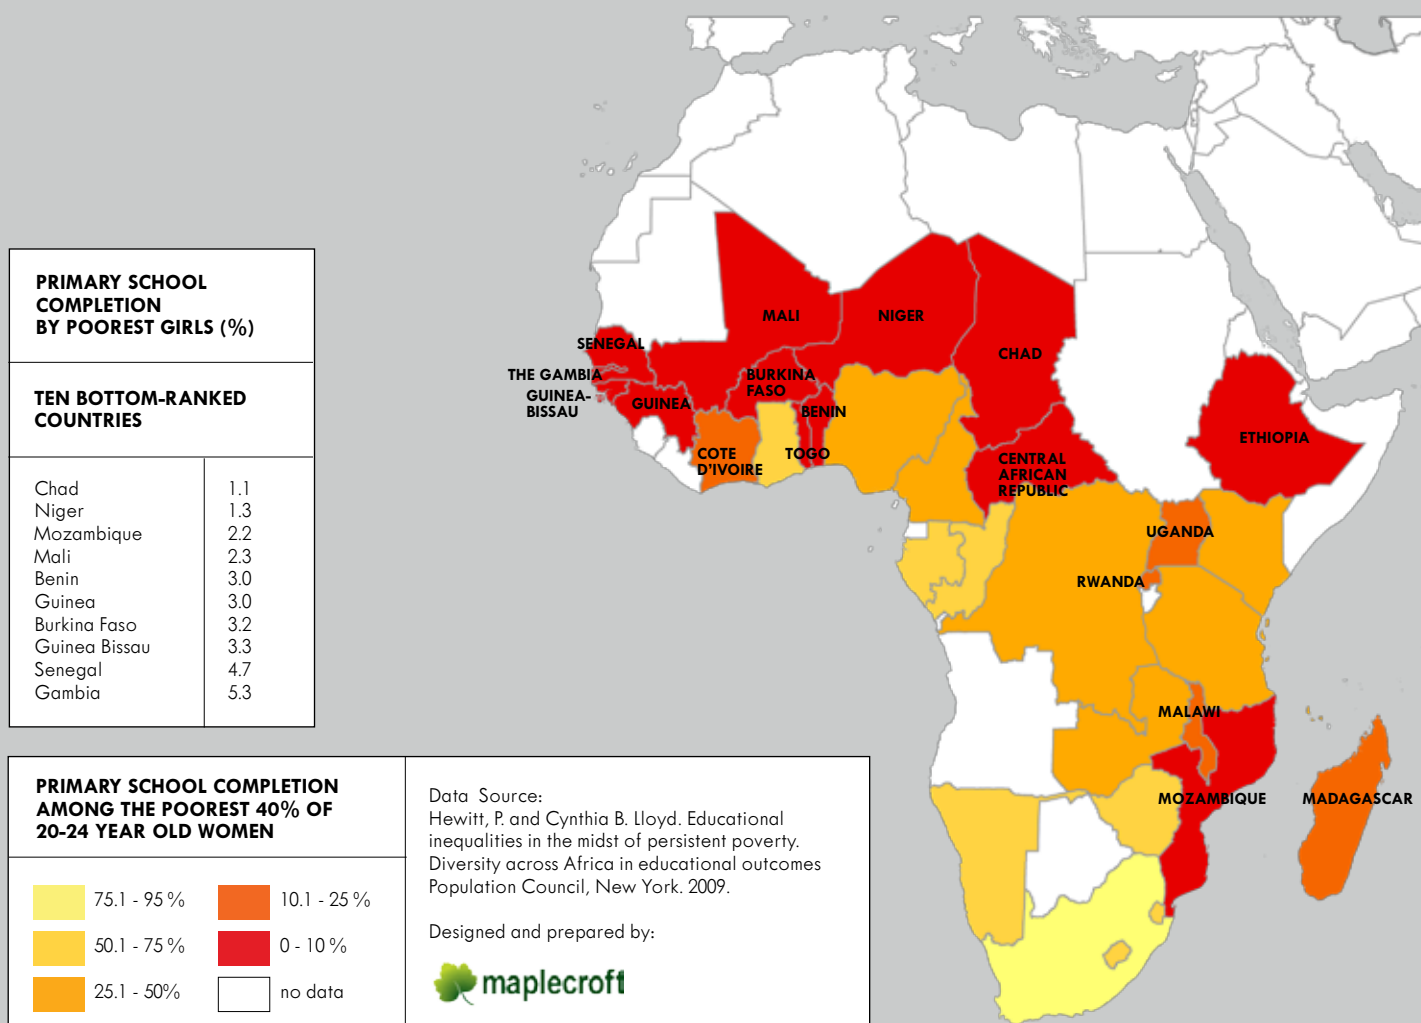 PRIMARY SCHOOL
COMPLETION
BY POOREST GIRLS (%)
TEN BOTTOM-RANKED
COUNTRIES
Chad 1.1
Niger 1.3
Mozambique 2.2
Mali 2.3
Benin 3.0
Guinea 3.0
Burkina Faso 3.2
Guinea Bissau 3.3
Senegal 4.7
Gambia 5.3
PRIMARY SCHOOL COMPLETION
AMONG THE POOREST 40% OF
20-24 YEAR OLD WOMEN
75.1 - 95 %
50.1 - 75 %
25.1 - 50%
10.1 - 25 %
0 - 10 %
no data
Data Source:
Hewitt, P. and Cynthia B. Lloyd. Educational
inequalities in the midst of persistent poverty.
Diversity across Africa in educational outcomes
Population Council, New York. 2009.
Designed and prepared by:
maplecroft
MALI
NIGER
CHAD
SENEGAL
THE GAMBIA
GUINEA-
BISSAU
GUINEA
BURKINA
FASO
BENIN
COTE
D'IVOIRE
TOGO
CENTRAL
AFRICAN
REPUBLIC
ETHIOPIA
UGANDA
RWANDA
MALAWI
MOZAMBIQUE
MADAGASCAR